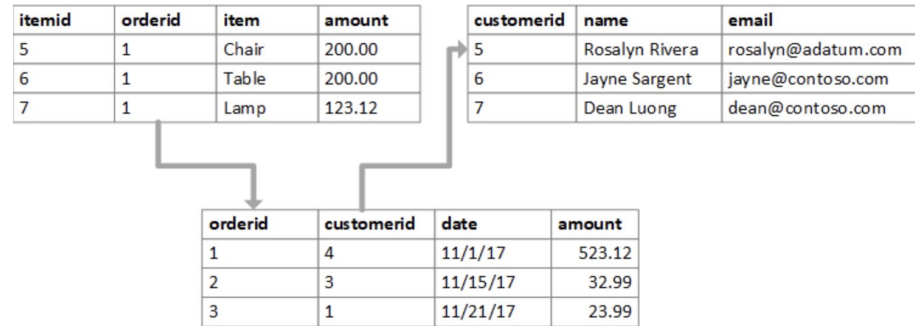 itemid orderid item amount
5 1 Chair 200.00
6 1 Table 200.00
7 1 Lamp 123.12
customerid name email
5 Rosalyn Rivera rosalyn@adatum.com
6 Jayne Sargent jayne@contoso.com
7 Dean Luong dean@contoso.com
orderid customerid date amount
1 4 11/1/17 523.12
2 3 11/15/17 32.99
3 1 11/21/17 23.99